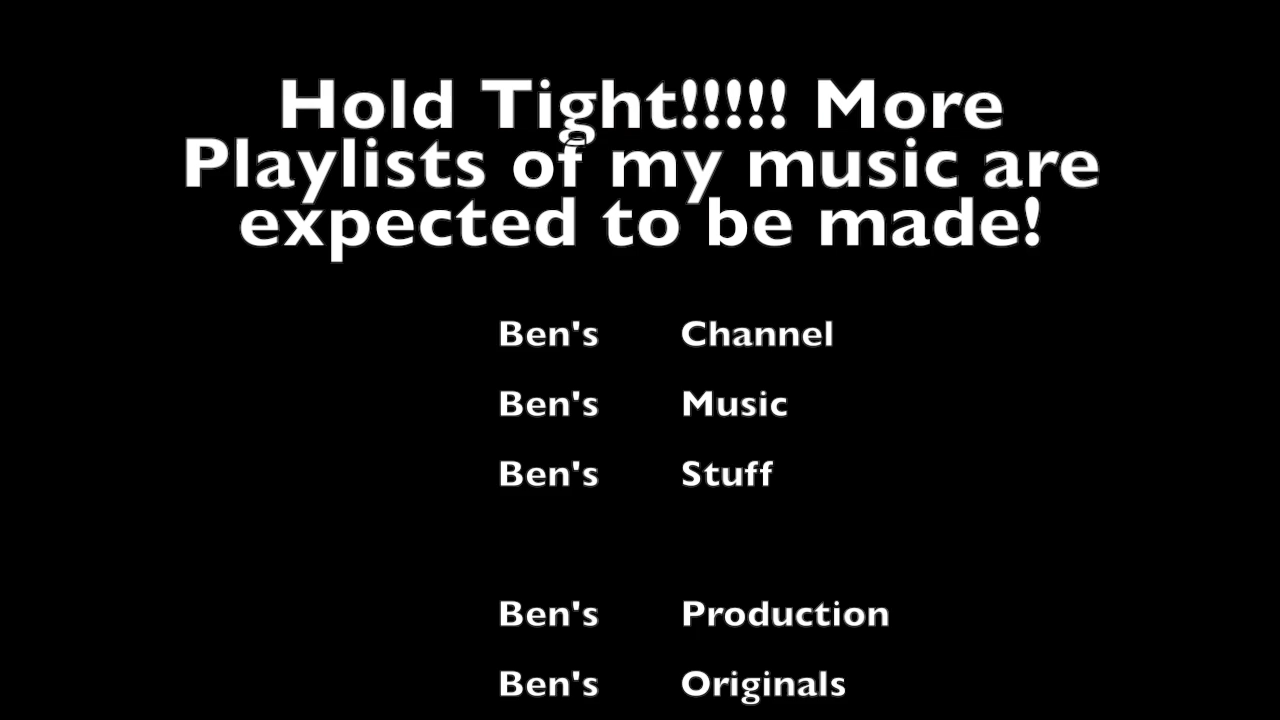 Hold Tight!!!!! More
Playlists of my music are
expected to be made!
Ben's Channel
Ben's Music
Ben's Stuff
Ben's Production
Ben's Originals